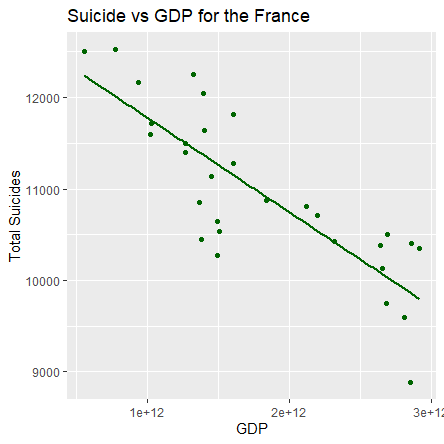 Suicide vs GDP for the France
Total Suicides
12000
11000
10000
9000
1e+12
2e+12
3e+12
GDP